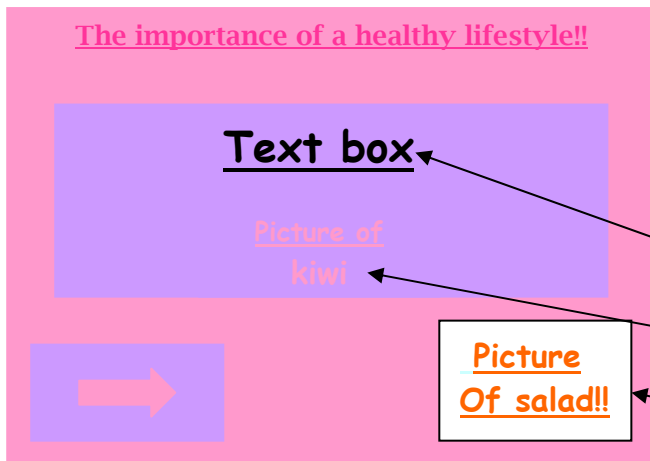 The importance of a healthy lifestyle!!
Text box
Picture of
kiwi
Picture
Of salad!!